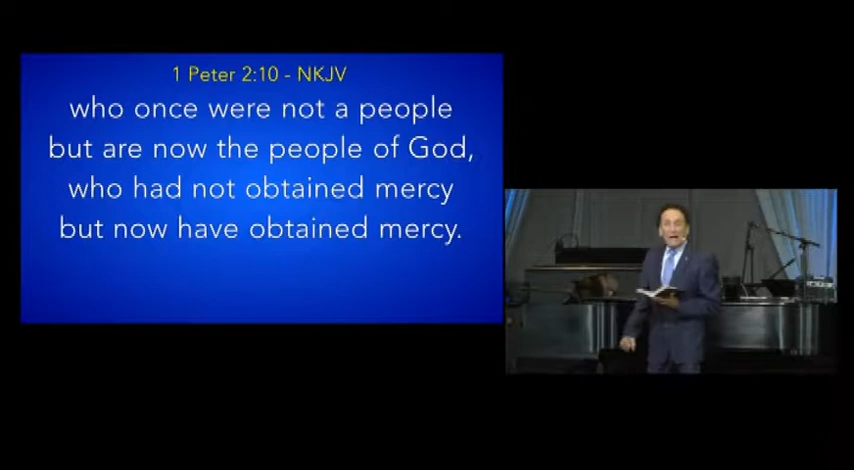 1 Peter 2:10 - NKJV
who once were not a people
but are now the people of God,
who had not obtained mercy
but now have obtained mercy.